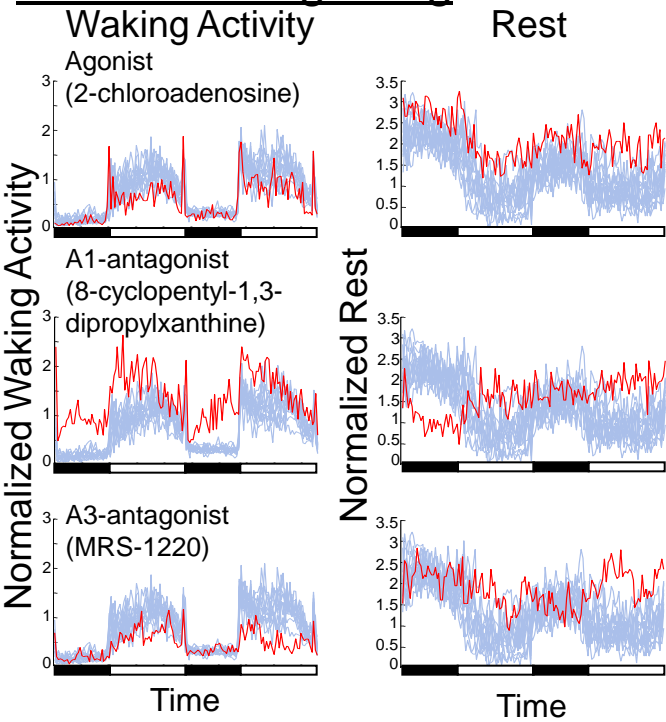 Waking Activity
Rest
Agonist
(2-chloroadenosine)
3
2
1
0
3.5
3
2.5
2
1.5
1
0.5
0
A1-antagonist
(8-cyclopentyl-1,3-
dipropylxanthine)
3
2
1
0
3.5
3
2.5
2
1.5
1
0.5
0
A3-antagonist
(MRS-1220)
3
2
1
0
3.5
3
2.5
2
1.5
1
0.5
0
Normalized Waking Activity
Normalized Rest
Time
Time